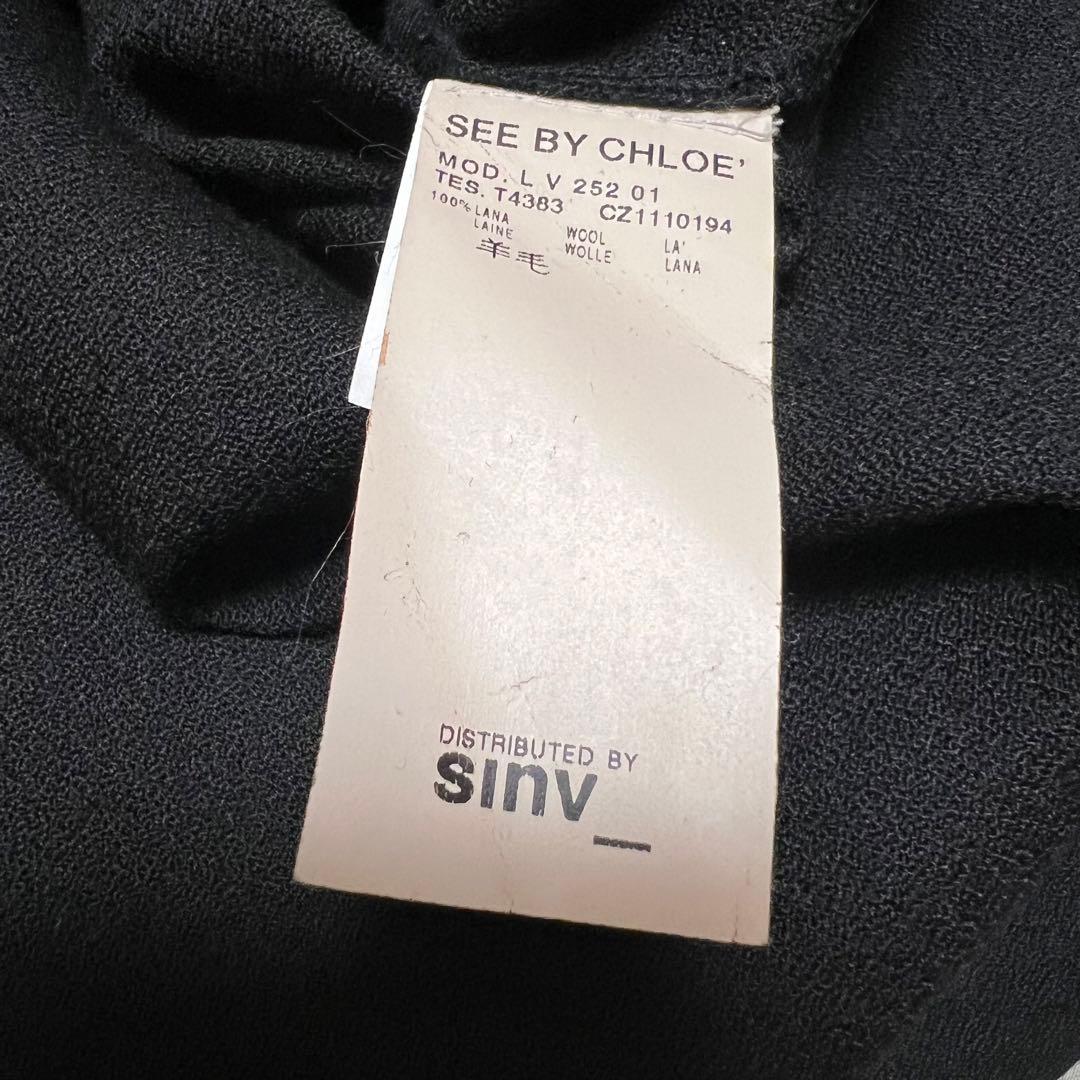 SEE BY CHLOE'
MOD. L V 252 01
TES. T4383 CZ1110194
100% LANA WOOL LA'
LAINE WOLLE LANA
羊毛
DISTRIBUTED BY
sınv_